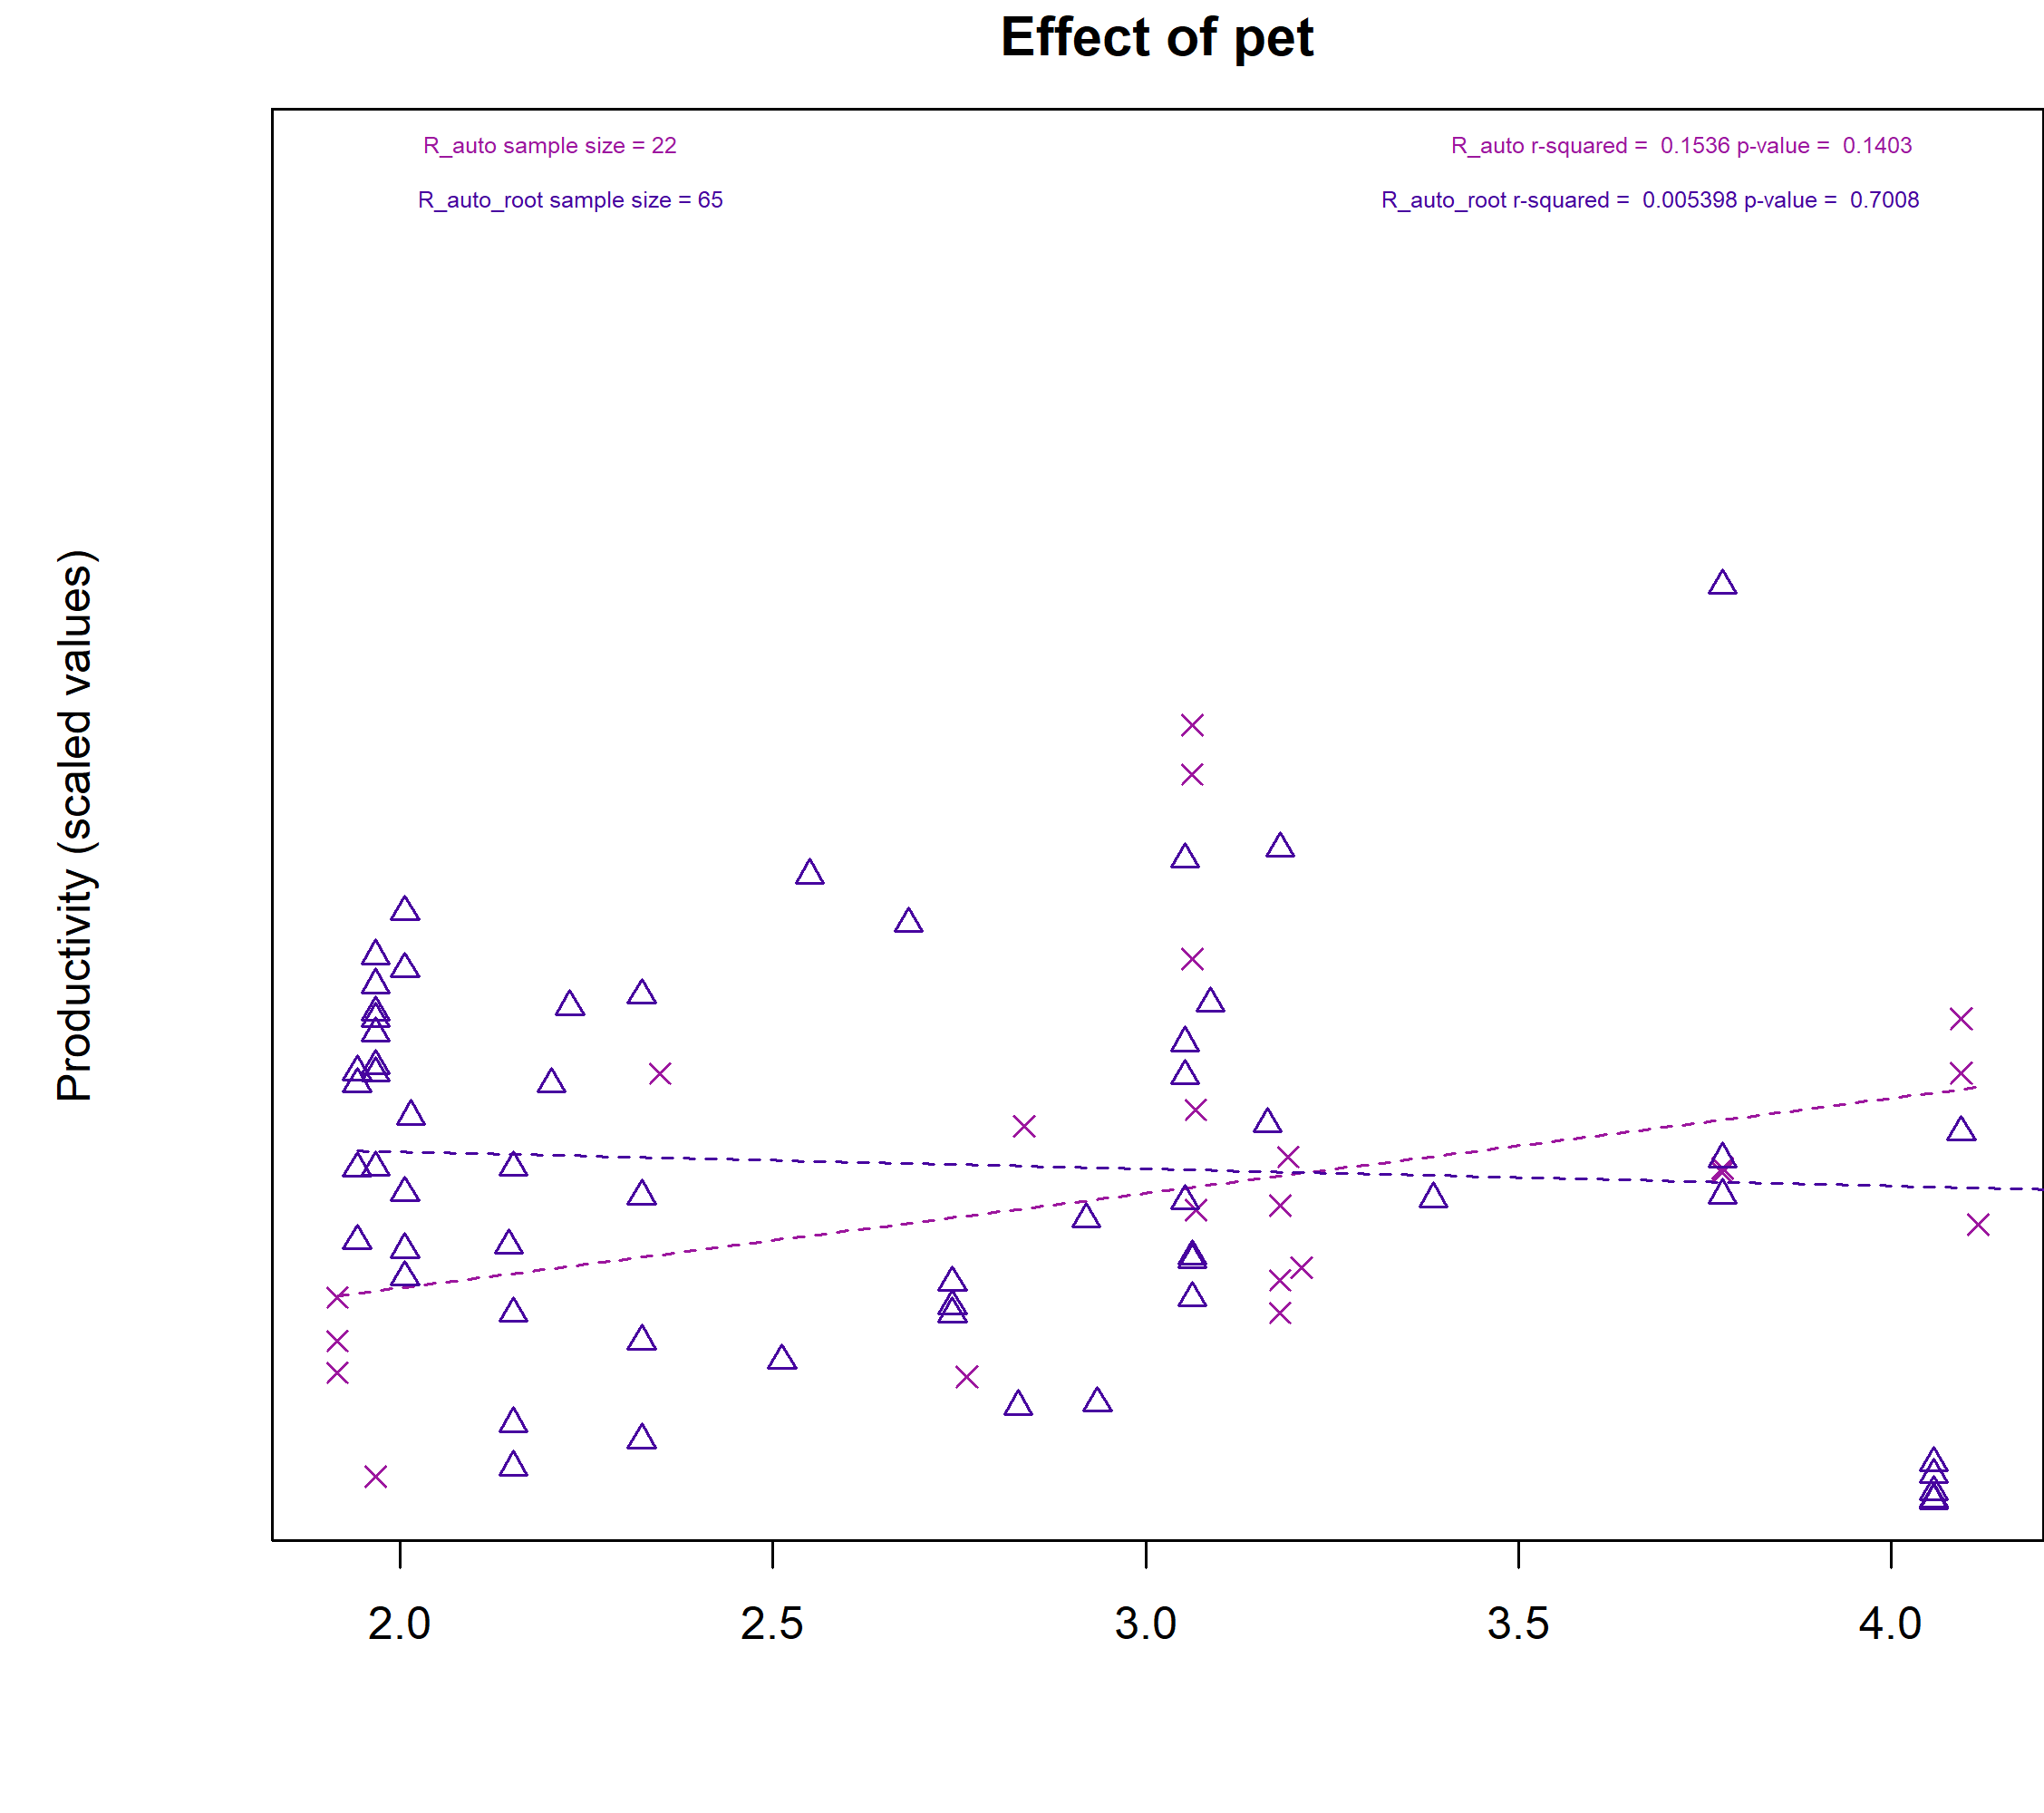 Effect of pet
R_auto sample size = 22
R_auto r-squared =  0.1536 p-value =  0.1403
R_auto_root sample size = 65
R_auto_root r-squared =  0.005398 p-value =  0.7008
Productivity (scaled values)
2.0 2.5 3.0 3.5 4.0